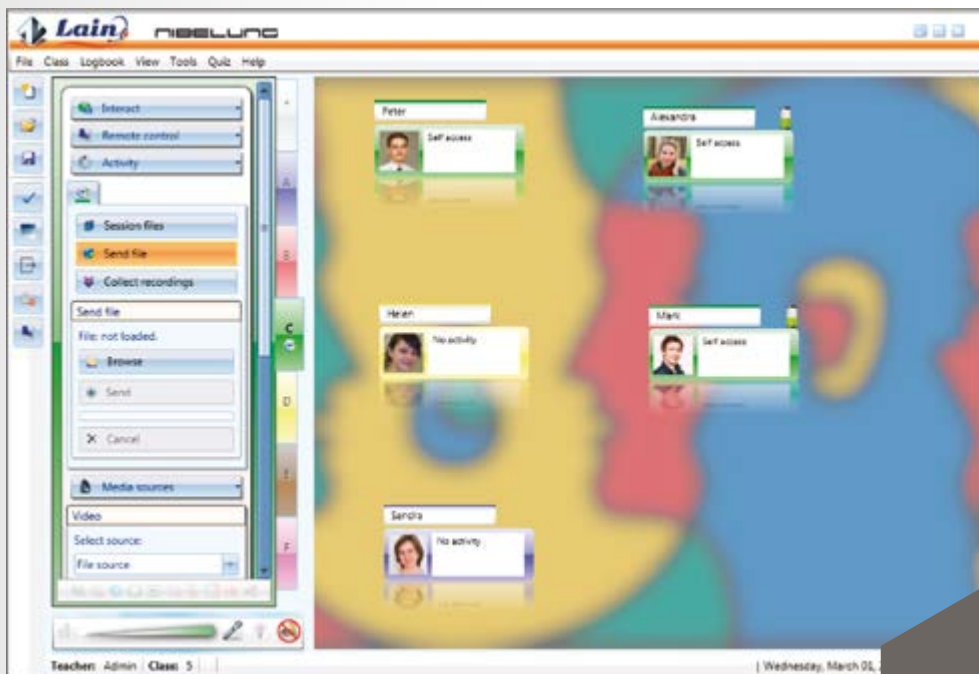 Lain NIBELUNG
File Class Logbook View Tools Quiz Help
Interact
Remote control
Activity
Session files
Send file
Collect recordings
Send file
File: not loaded.
Browse
Send
Cancel
Media sources
Video
Select source:
File source
A
B
C
D
E
F
Peter
Self access
Alexandra
Self access
Helen
No activity
Mark
Self access
Sandra
No activity
Teacher: Admin Class: 5
Wednesday, March 01,